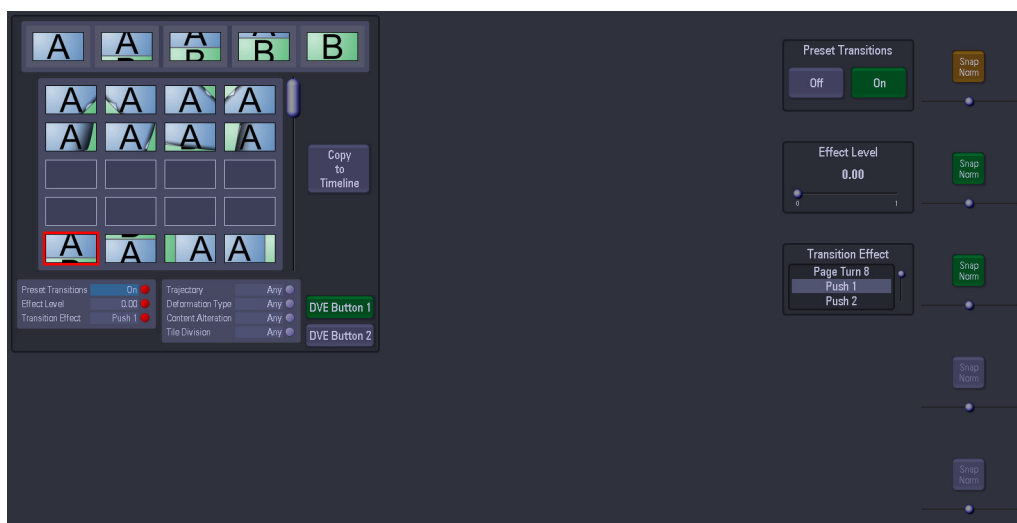 A A A B B B
A A A A
A A A A
Copy
to
Timeline
A A A A
Preset Transitions On
Effect Level 0.00
Transition Effect Push 1
Trajectory Any
Deformation Type Any
Content Alteration Any
Tile Division Any
DVE Button 1
DVE Button 2
Preset Transitions
Off On
Snap
Norm
Effect Level
0.00
0 1
Snap
Norm
Transition Effect
Page Turn 8
Push 1
Push 2
Snap
Norm
Snap
Norm
Snap
Norm